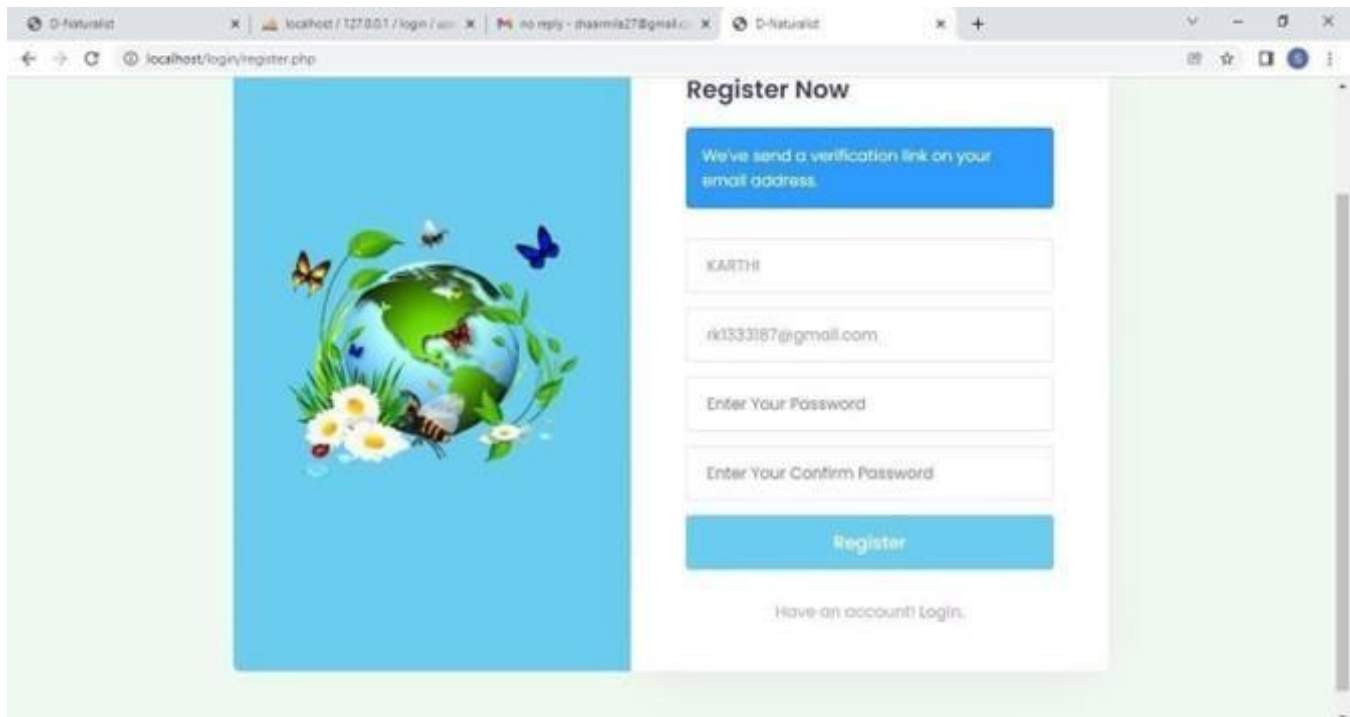 D-Naturalist
localhost / 127.0.0.1 / login / 
no reply - shaarmila27@gmail.c
D-Naturalist
localhost/login/register.php
S
Register Now
We've send a verification link on your
email address.
KARTHI
rk1333187@gmail.com
Enter Your Password
Enter Your Confirm Password
Register
Have an account! Login.